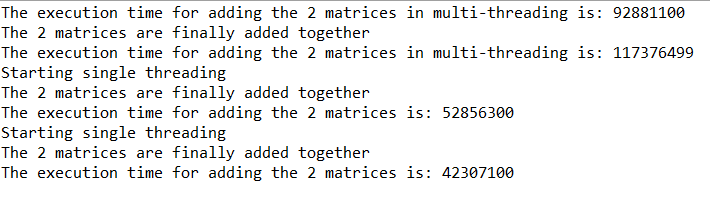 The execution time for adding the 2 matrices in multi-threading is: 92881100
The 2 matrices are finally added together
The execution time for adding the 2 matrices in multi-threading is: 117376499
Starting single threading
The 2 matrices are finally added together
The execution time for adding the 2 matrices is: 52856300
Starting single threading
The 2 matrices are finally added together
The execution time for adding the 2 matrices is: 42307100